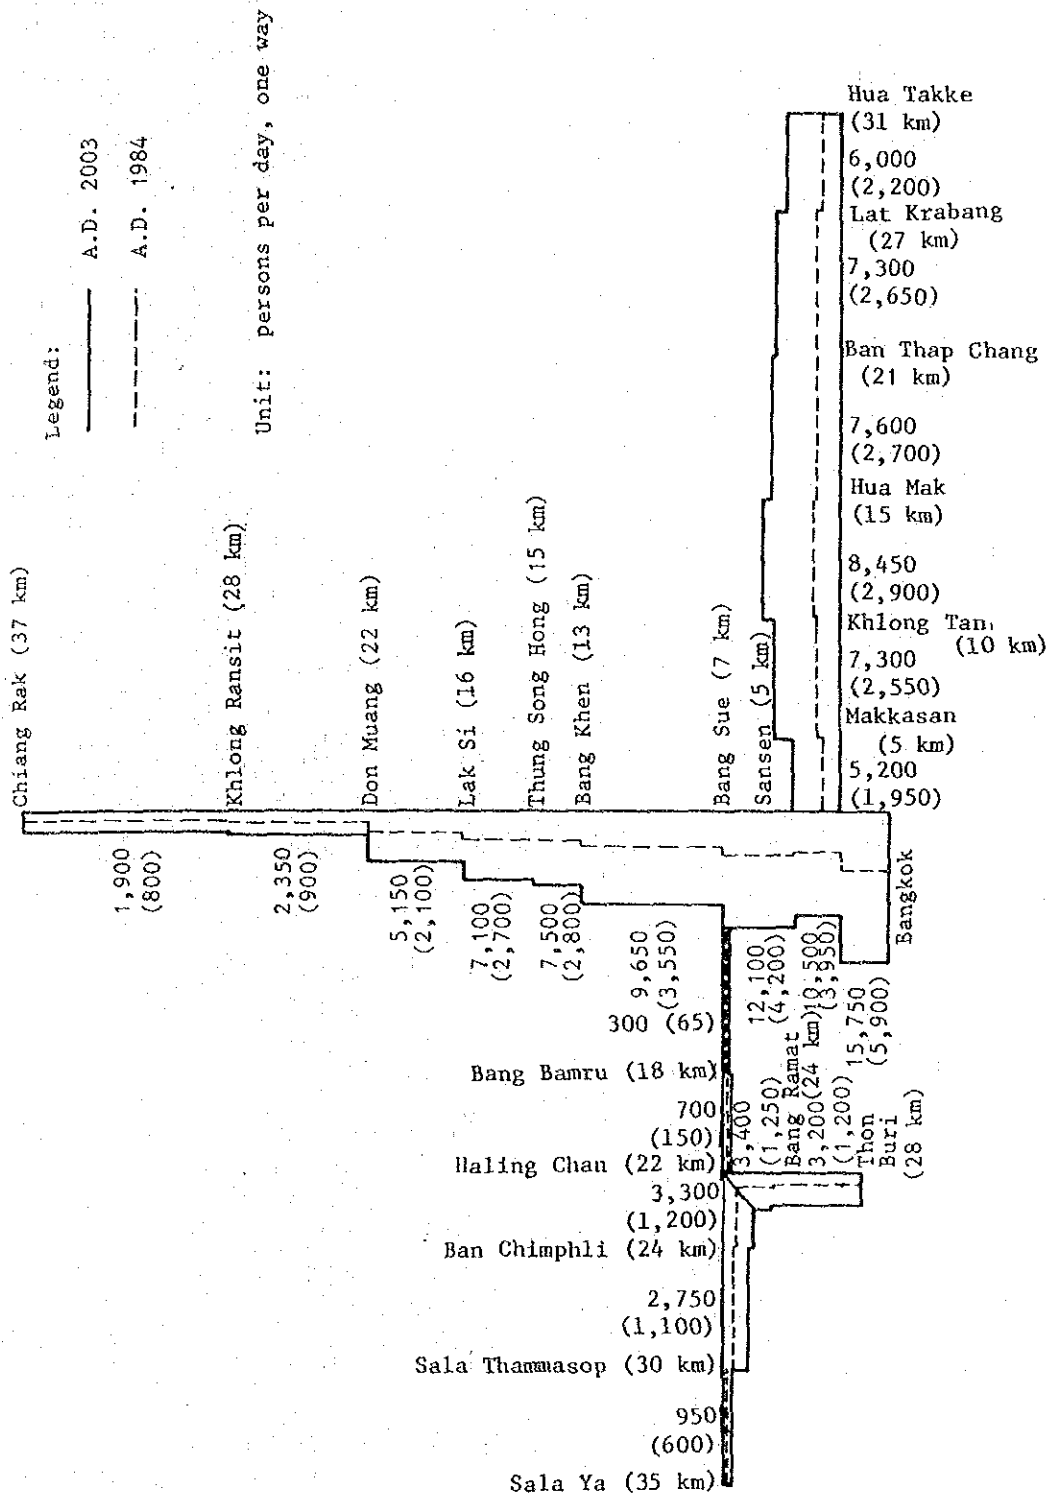 Legend:
A.D. 2003
A.D. 1984
Unit: persons per day, one way
Chiang Rak (37 km)
1,900
(800)
Khlong Ransit (28 km)
2,350
(900)
Don Muang (22 km)
5,150
(2,100)
Lak Si (16 km)
7,100
(2,700)
Thung Song Hong (15 km)
7,500
(2,800)
Bang Khen (13 km)
9,650
(3,550)
Bang Sue (7 km)
12,100
(4,200)
Sansen (5 km)
10,500
(3,950)
15,750
(5,900)
Bangkok
Hua Takke
(31 km)
6,000
(2,200)
Lat Krabang
(27 km)
7,300
(2,650)
Ban Thap Chang
(21 km)
7,600
(2,700)
Hua Mak
(15 km)
8,450
(2,900)
Khlong Tan
(10 km)
7,300
(2,550)
Makkasan
(5 km)
5,200
(1,950)
300 (65)
Bang Bamru (18 km)
700
(150)
Haling Chan (22 km)
3,300
(1,200)
Ban Chimphli (24 km)
2,750
(1,100)
Sala Thammasop (30 km)
950
(600)
Sala Ya (35 km)
3,400
(1,250)
Bang Ramat
(24 km)
3,200
(1,200)
Thon
Buri
(28 km)